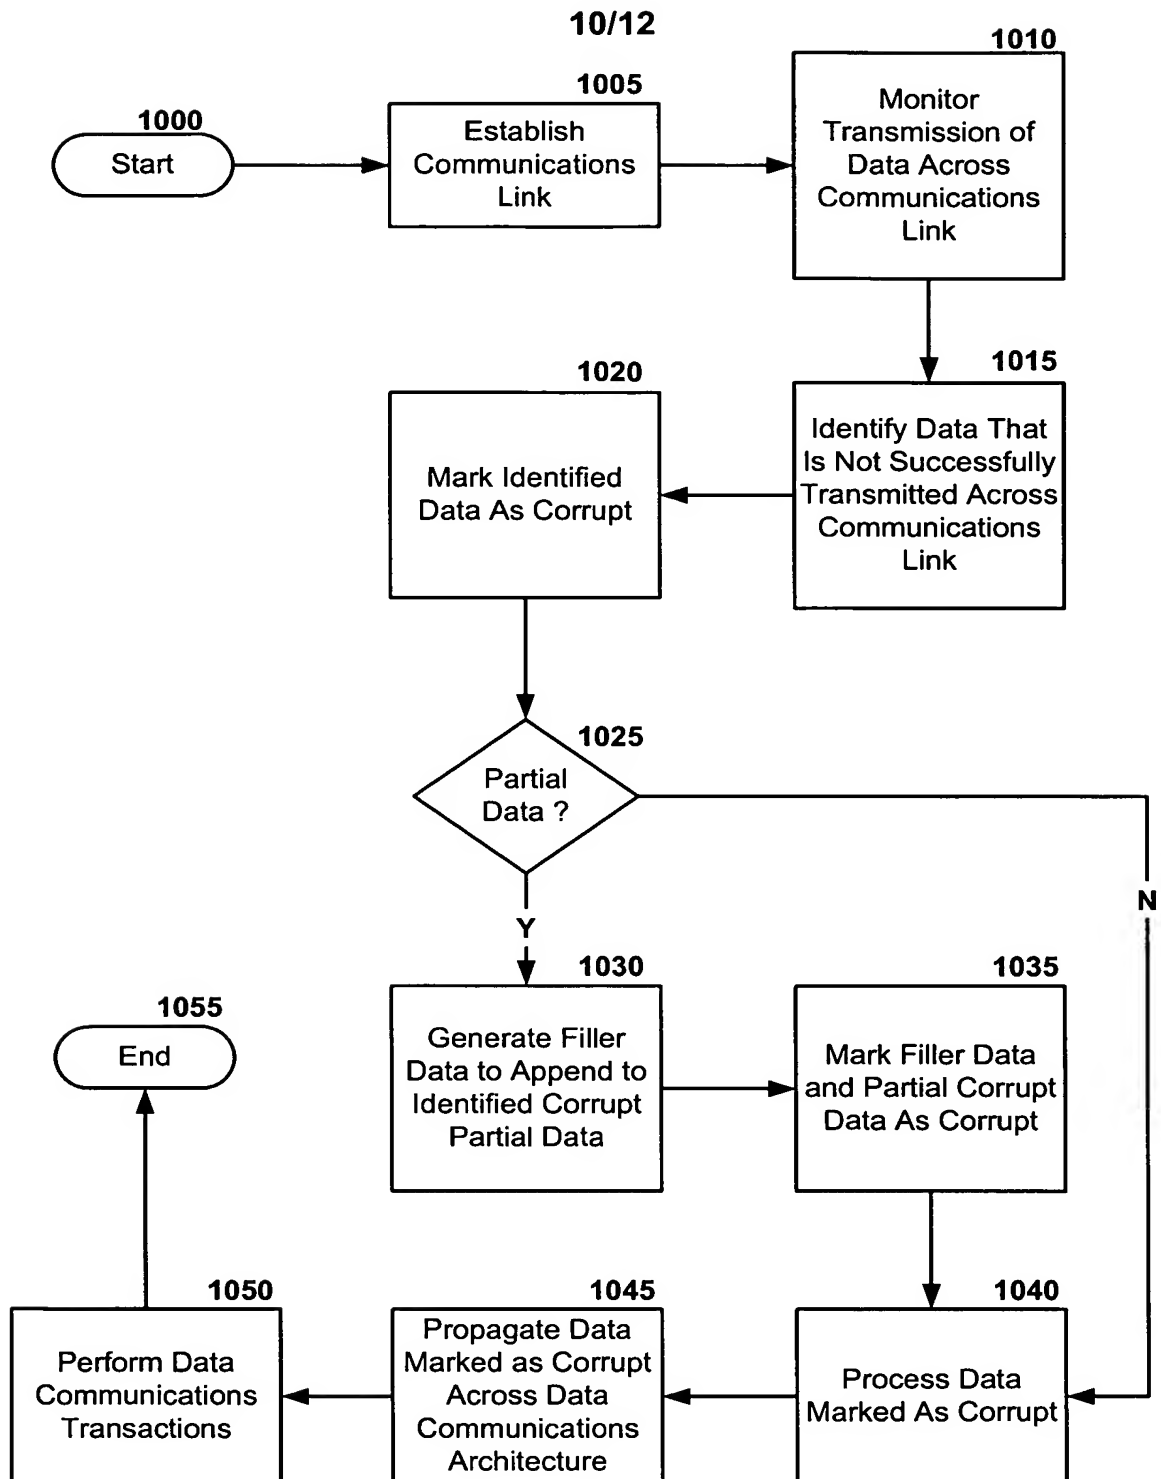 10/12
1000
Start
1005
Establish
Communications
Link
1010
Monitor
Transmission of
Data Across
Communications
Link
1015
Identify Data That
Is Not Successfully
Transmitted Across
Communications
Link
1020
Mark Identified
Data As Corrupt
1025
Partial
Data ?
Y
N
1030
Generate Filler
Data to Append to
Identified Corrupt
Partial Data
1035
Mark Filler Data
and Partial Corrupt
Data As Corrupt
1040
Process Data
Marked As Corrupt
1045
Propagate Data
Marked as Corrupt
Across Data
Communications
Architecture
1050
Perform Data
Communications
Transactions
1055
End